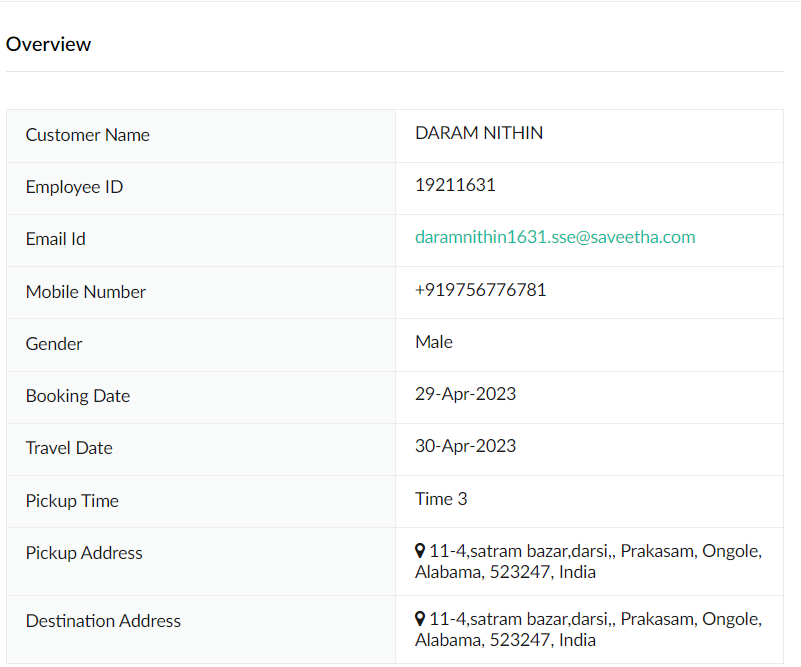 Overview
Customer Name DARAM NITHIN
Employee ID 19211631
Email Id daramnithin1631.sse@saveetha.com
Mobile Number +919756776781
Gender Male
Booking Date 29-Apr-2023
Travel Date 30-Apr-2023
Pickup Time Time 3
Pickup Address 11-4,satram bazar,darsi,, Prakasam, Ongole,
Alabama, 523247, India
Destination Address 11-4,satram bazar,darsi,, Prakasam, Ongole,
Alabama, 523247, India